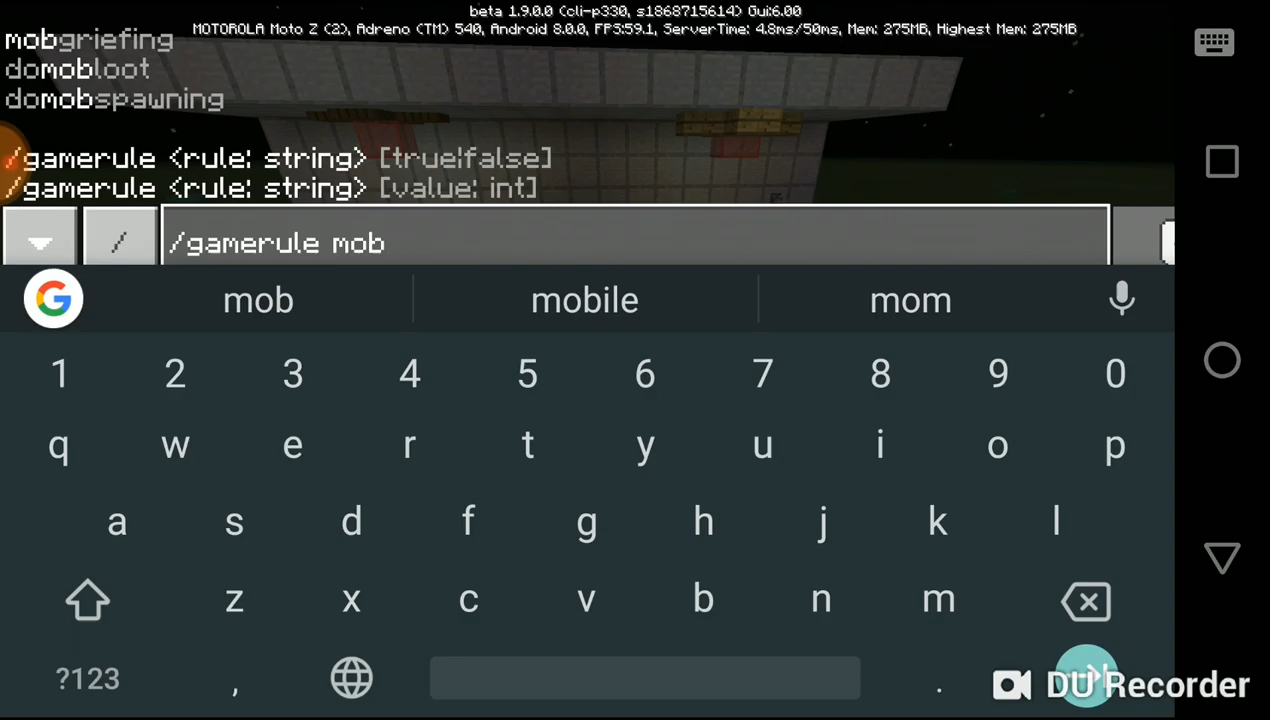 beta 1.9.0.0 (cli-p330, s1868715614) Gui:6.00
MOTOROLA Moto Z (2), Adreno (TM) 540, Android 8.0.0, FPS:59.1, ServerTime: 4.8ms/50ms, Mem: 275MB, Highest Mem: 275MB
mobgriefing
domobloot
domobspawning
/gamerule <rule: string> [true|false]
/gamerule <rule: string> [value: int]
/ /gamerule mob
G mob mobile mom
1 2 3 4 5 6 7 8 9 0
q w e r t y u i o p
a s d f g h j k l
z x c v b n m
?123 , .
DU Recorder